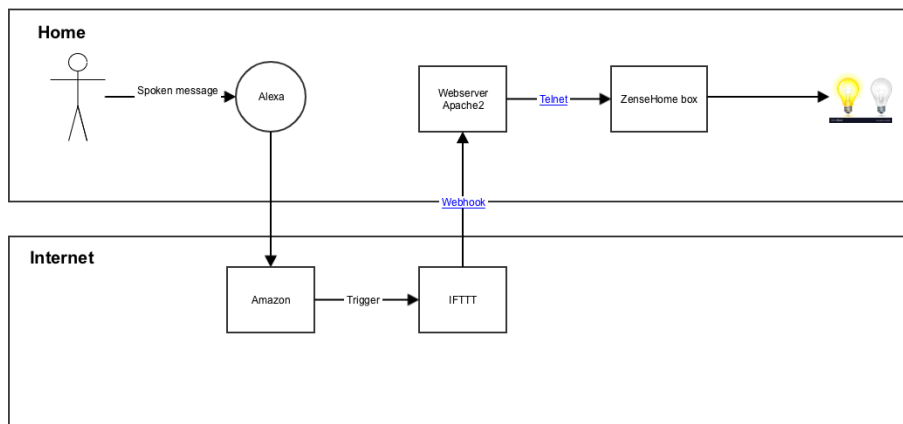 Home
Spoken message
Alexa
Webserver
Apache2
Telnet
ZenseHome box
Webhook
Internet
Amazon
Trigger
IFTTT